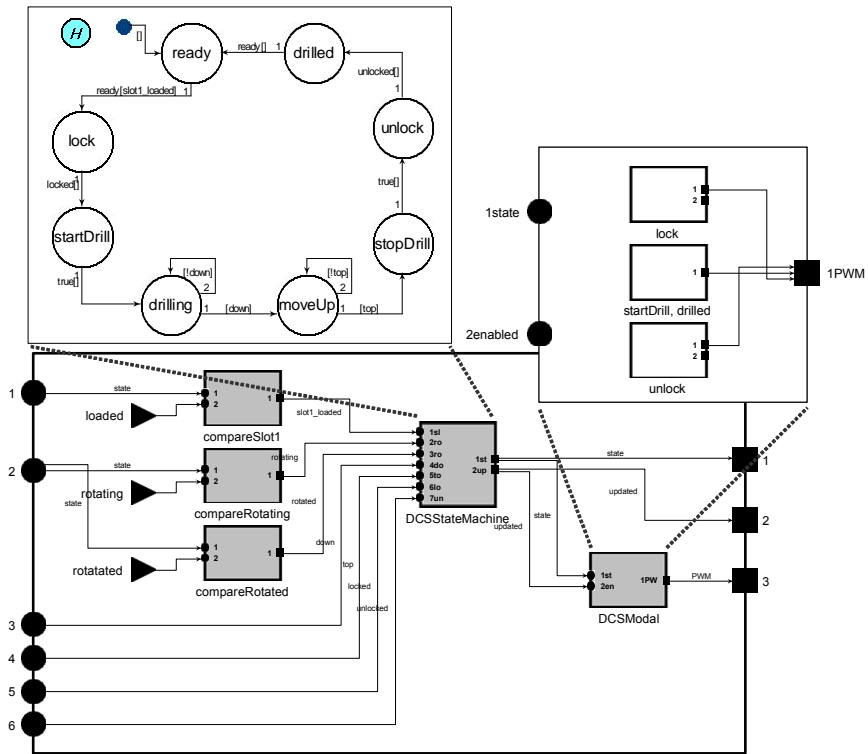 H
[]
ready
ready[]
1
drilled
unlocked[]
1
ready[slot1_loaded]
1
lock
unlock
1
locked[]
true[]
1
startDrill
stopDrill
1
true[]
[!down]
2
[!top]
2
drilling
1
[down]
moveUp
1
[top]
1state
2enabled
1
2
lock
1
startDrill, drilled
1
2
unlock
1PWM
1
state
loaded
1
2
1
compareSlot1
slot1_loaded
2
state
state
rotating
1
2
1
compareRotating
rotating
rotated
rotatated
1
2
1
compareRotated
down
1sl
2ro
3ro
4do
5to
6lo
7un
1st
2up
DCSStateMachine
state
1
updated
2
updated
state
top
locked
unlocked
1st
2en
1PW
DCSModal
PWM
3
3
4
5
6